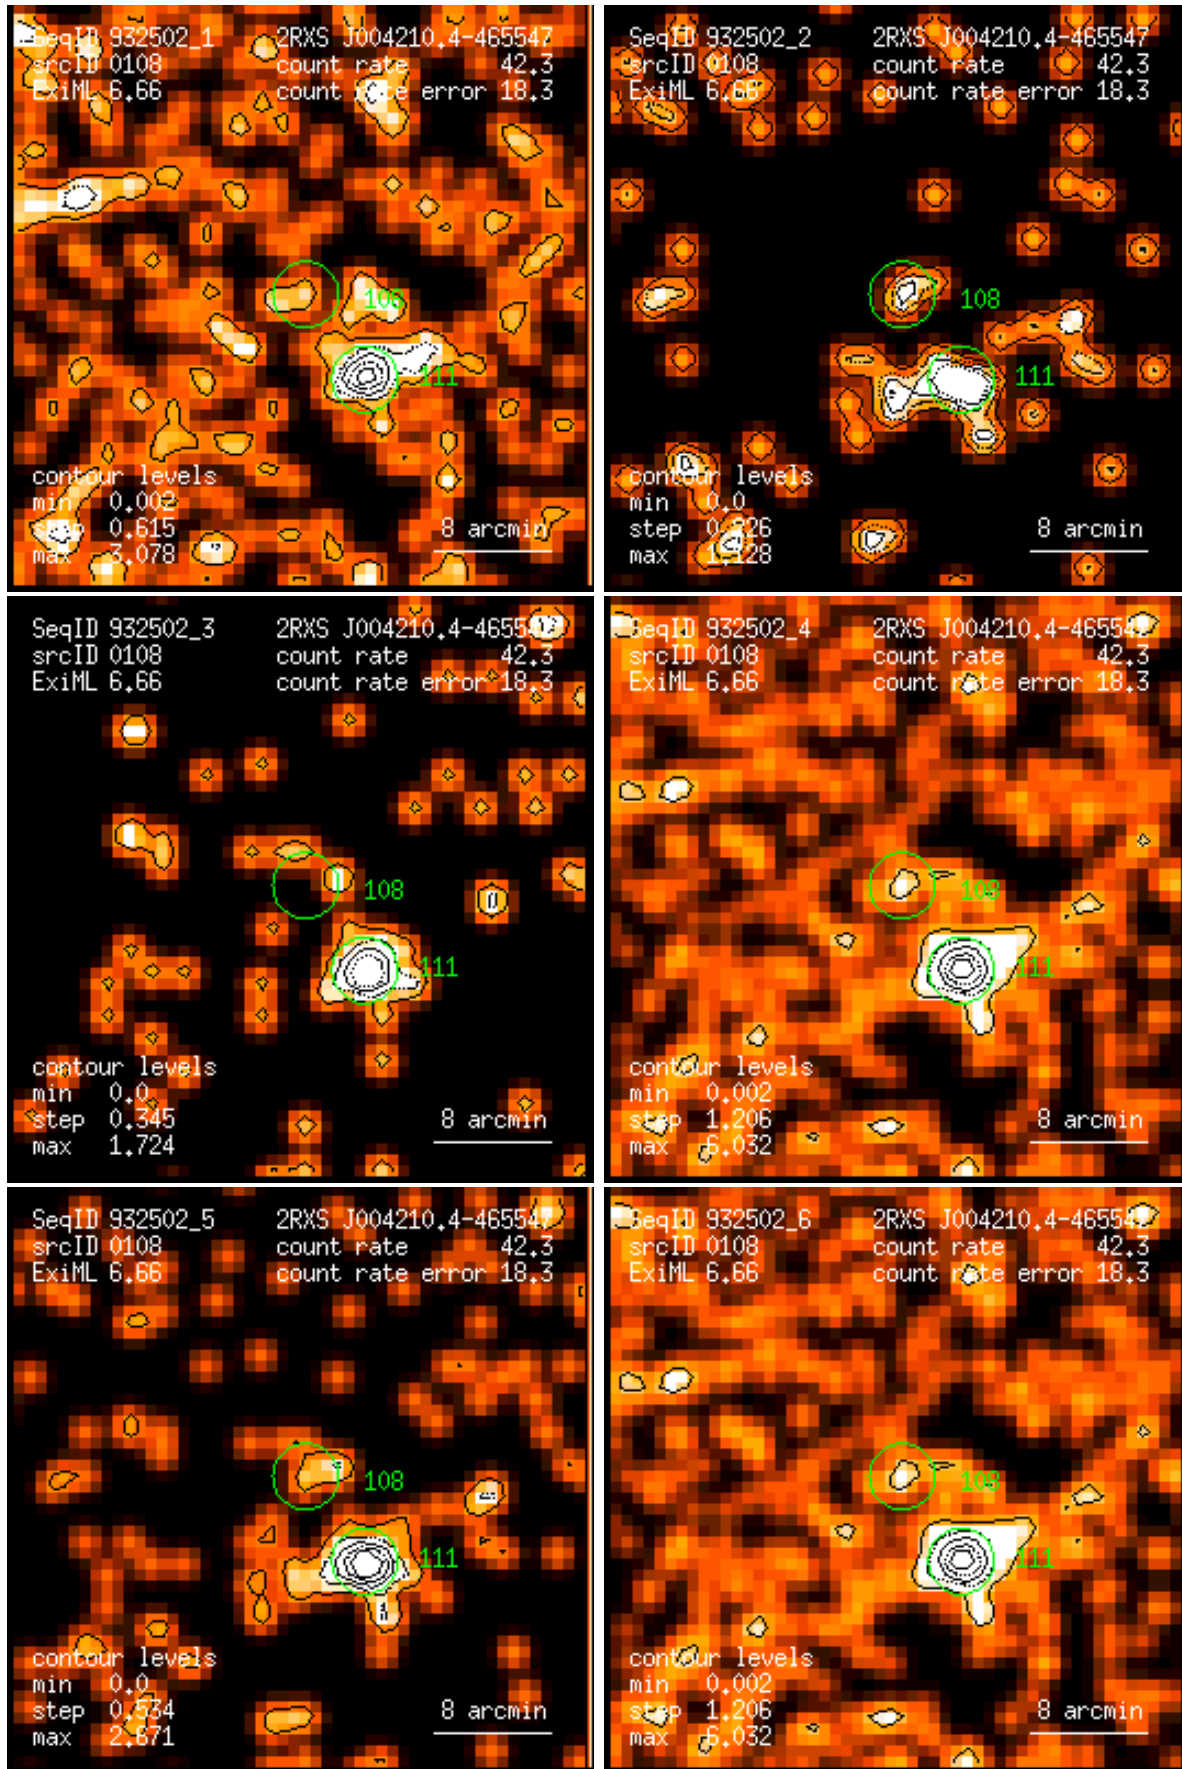 SeqID 932502_1 2RXS J004210.4-465547
srcID 0108 count rate 42.3
ExiML 6.66 count rate error 18.3
108
111
contour levels
min 0.002
step 0.615 8 arcmin
max 3.078
SeqID 932502_2 2RXS J004210.4-465547
srcID 0108 count rate 42.3
ExiML 6.66 count rate error 18.3
108
111
contour levels
min 0.0
step 0.226 8 arcmin
max 1.128
SeqID 932502_3 2RXS J004210.4-465547
srcID 0108 count rate 42.3
ExiML 6.66 count rate error 18.3
108
111
contour levels
min 0.0
step 0.345 8 arcmin
max 1.724
SeqID 932502_4 2RXS J004210.4-465547
srcID 0108 count rate 42.3
ExiML 6.66 count rate error 18.3
108
111
contour levels
min 0.002
step 1.206 8 arcmin
max 6.032
SeqID 932502_5 2RXS J004210.4-465547
srcID 0108 count rate 42.3
ExiML 6.66 count rate error 18.3
108
111
contour levels
min 0.0
step 0.534 8 arcmin
max 2.671
SeqID 932502_6 2RXS J004210.4-465547
srcID 0108 count rate 42.3
ExiML 6.66 count rate error 18.3
108
111
contour levels
min 0.002
step 1.206 8 arcmin
max 6.032